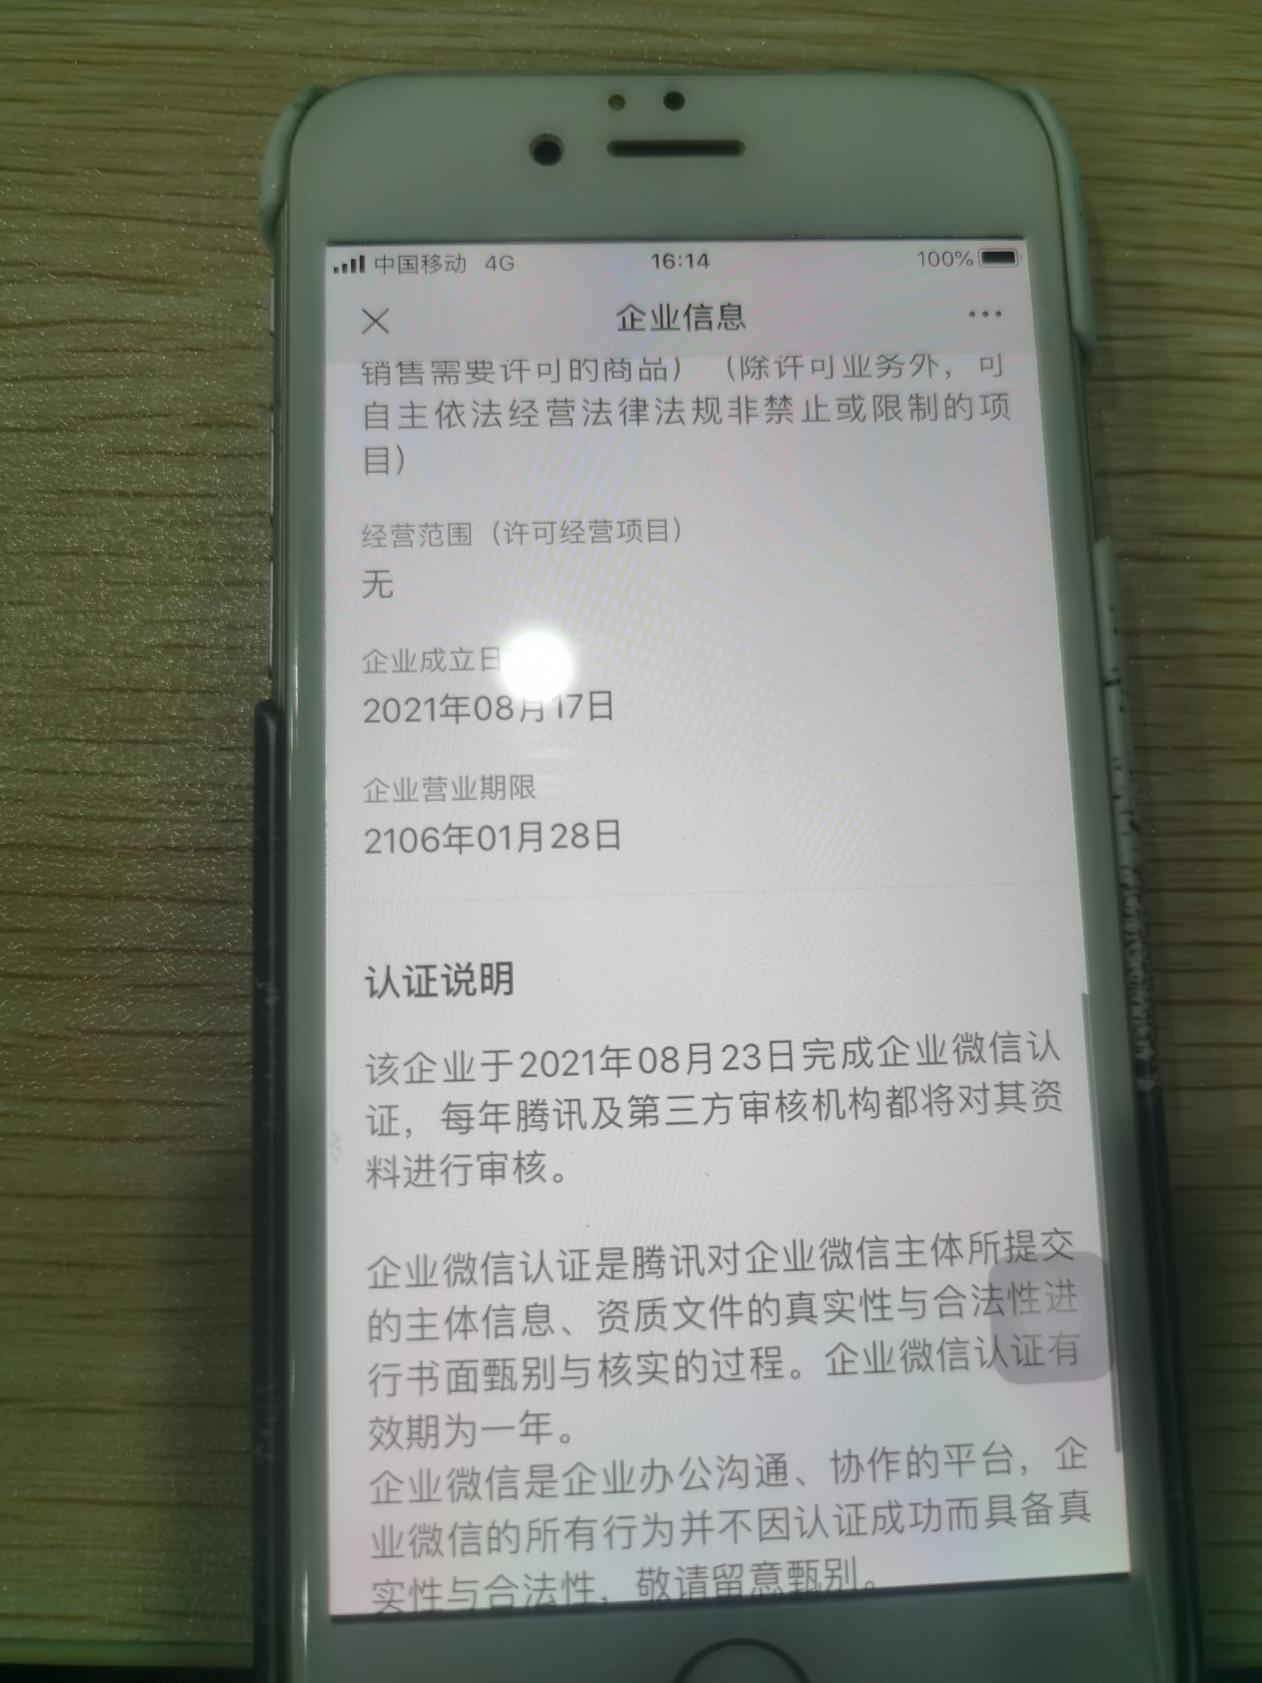 中国移动 4G 16:14 100%
企业信息
销售需要许可的商品）（除许可业务外，可
自主依法经营法律法规非禁止或限制的项
目）
经营范围（许可经营项目）
无
企业成立日
2021年08月17日
企业营业期限
2106年01月28日
认证说明
该企业于2021年08月23日完成企业微信认
证，每年腾讯及第三方审核机构都将对其资
料进行审核。
企业微信认证是腾讯对企业微信主体所提交
的主体信息、资质文件的真实性与合法性进
行书面甄别与核实的过程。企业微信认证有
效期为一年。
企业微信是企业办公沟通、协作的平台，企
业微信的所有行为并不因认证成功而具备真
实性与合法性，敬请留意甄别。